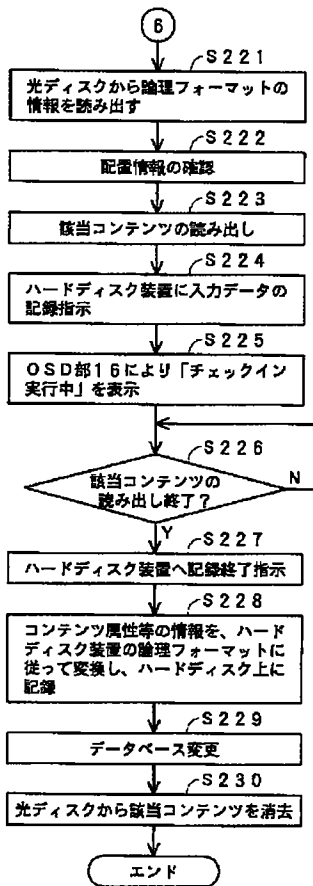 6
S221
光ディスクから論理フォーマットの
情報を読み出す
S222
配置情報の確認
S223
該当コンテンツの読み出し
S224
ハードディスク装置に入力データの
記録指示
S225
OSD部16により「チェックイン
実行中」を表示
S226
該当コンテンツの
読み出し終了？
N
Y
S227
ハードディスク装置へ記録終了指示
S228
コンテンツ属性等の情報を、ハード
ディスク装置の論理フォーマットに
従って変換し、ハードディスク上に
記録
S229
データベース変更
S230
光ディスクから該当コンテンツを消去
エンド